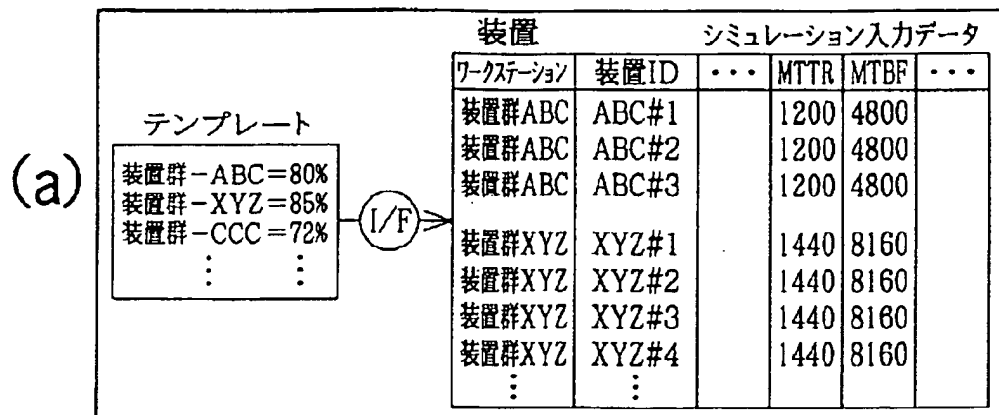 (a)
テンプレート
装置群－ABC＝80%
装置群－XYZ＝85%
装置群－CCC＝72%
⋮ ⋮
I/F
装置 シミュレーション入力データ
ワークステーション 装置ID ・・・ MTTR MTBF ・・・
装置群ABC ABC#1 1200 4800
装置群ABC ABC#2 1200 4800
装置群ABC ABC#3 1200 4800
装置群XYZ XYZ#1 1440 8160
装置群XYZ XYZ#2 1440 8160
装置群XYZ XYZ#3 1440 8160
装置群XYZ XYZ#4 1440 8160
⋮ ⋮